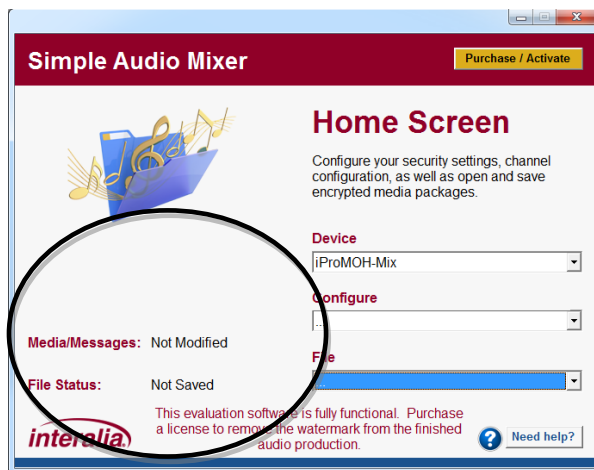 Simple Audio Mixer
Purchase / Activate
Home Screen
Configure your security settings, channel
configuration, as well as open and save
encrypted media packages.
Device
iProMOH-Mix
Configure
...
Media/Messages: Not Modified
File
...
File Status: Not Saved
This evaluation software is fully functional. Purchase
a license to remove the watermark from the finished
audio production.
interalia
Need help?